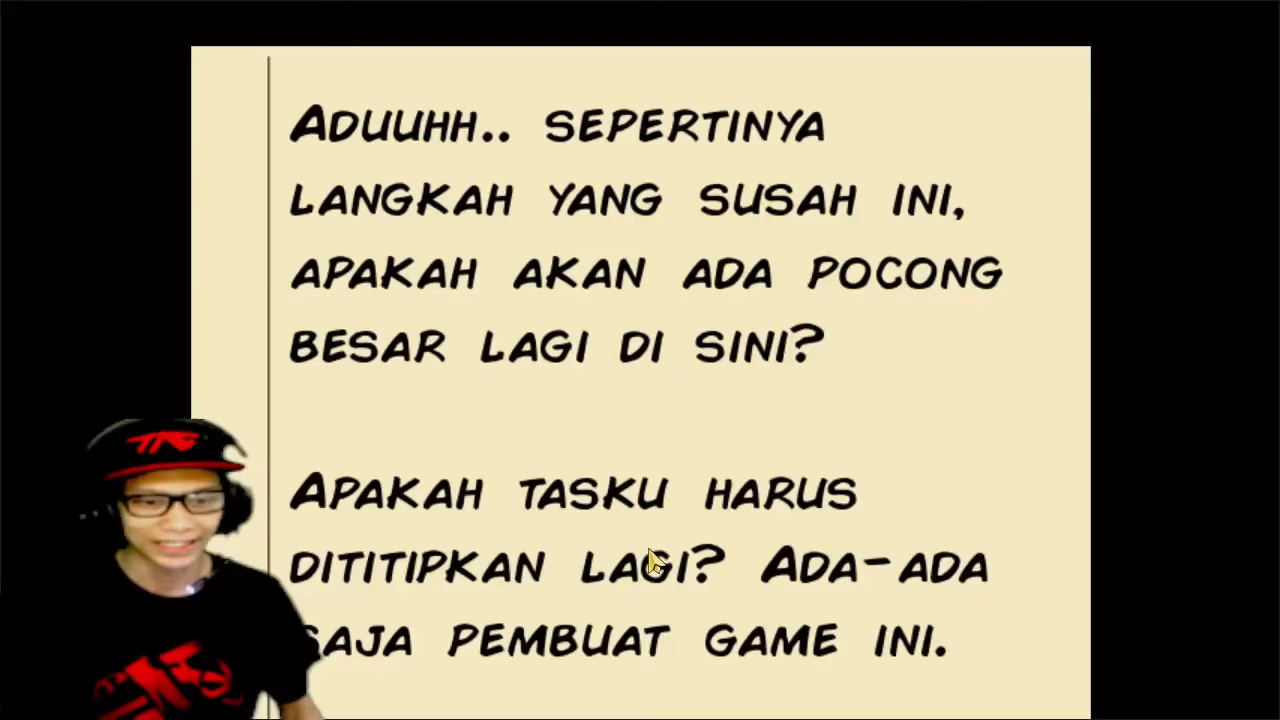 ADUUHH.. SEPERTINYA
LANGKAH YANG SUSAH INI,
APAKAH AKAN ADA POCONG
BESAR LAGI DI SINI?
APAKAH TASKU HARUS
DITITIPKAN LAGI? ADA-ADA
SAJA PEMBUAT GAME INI.